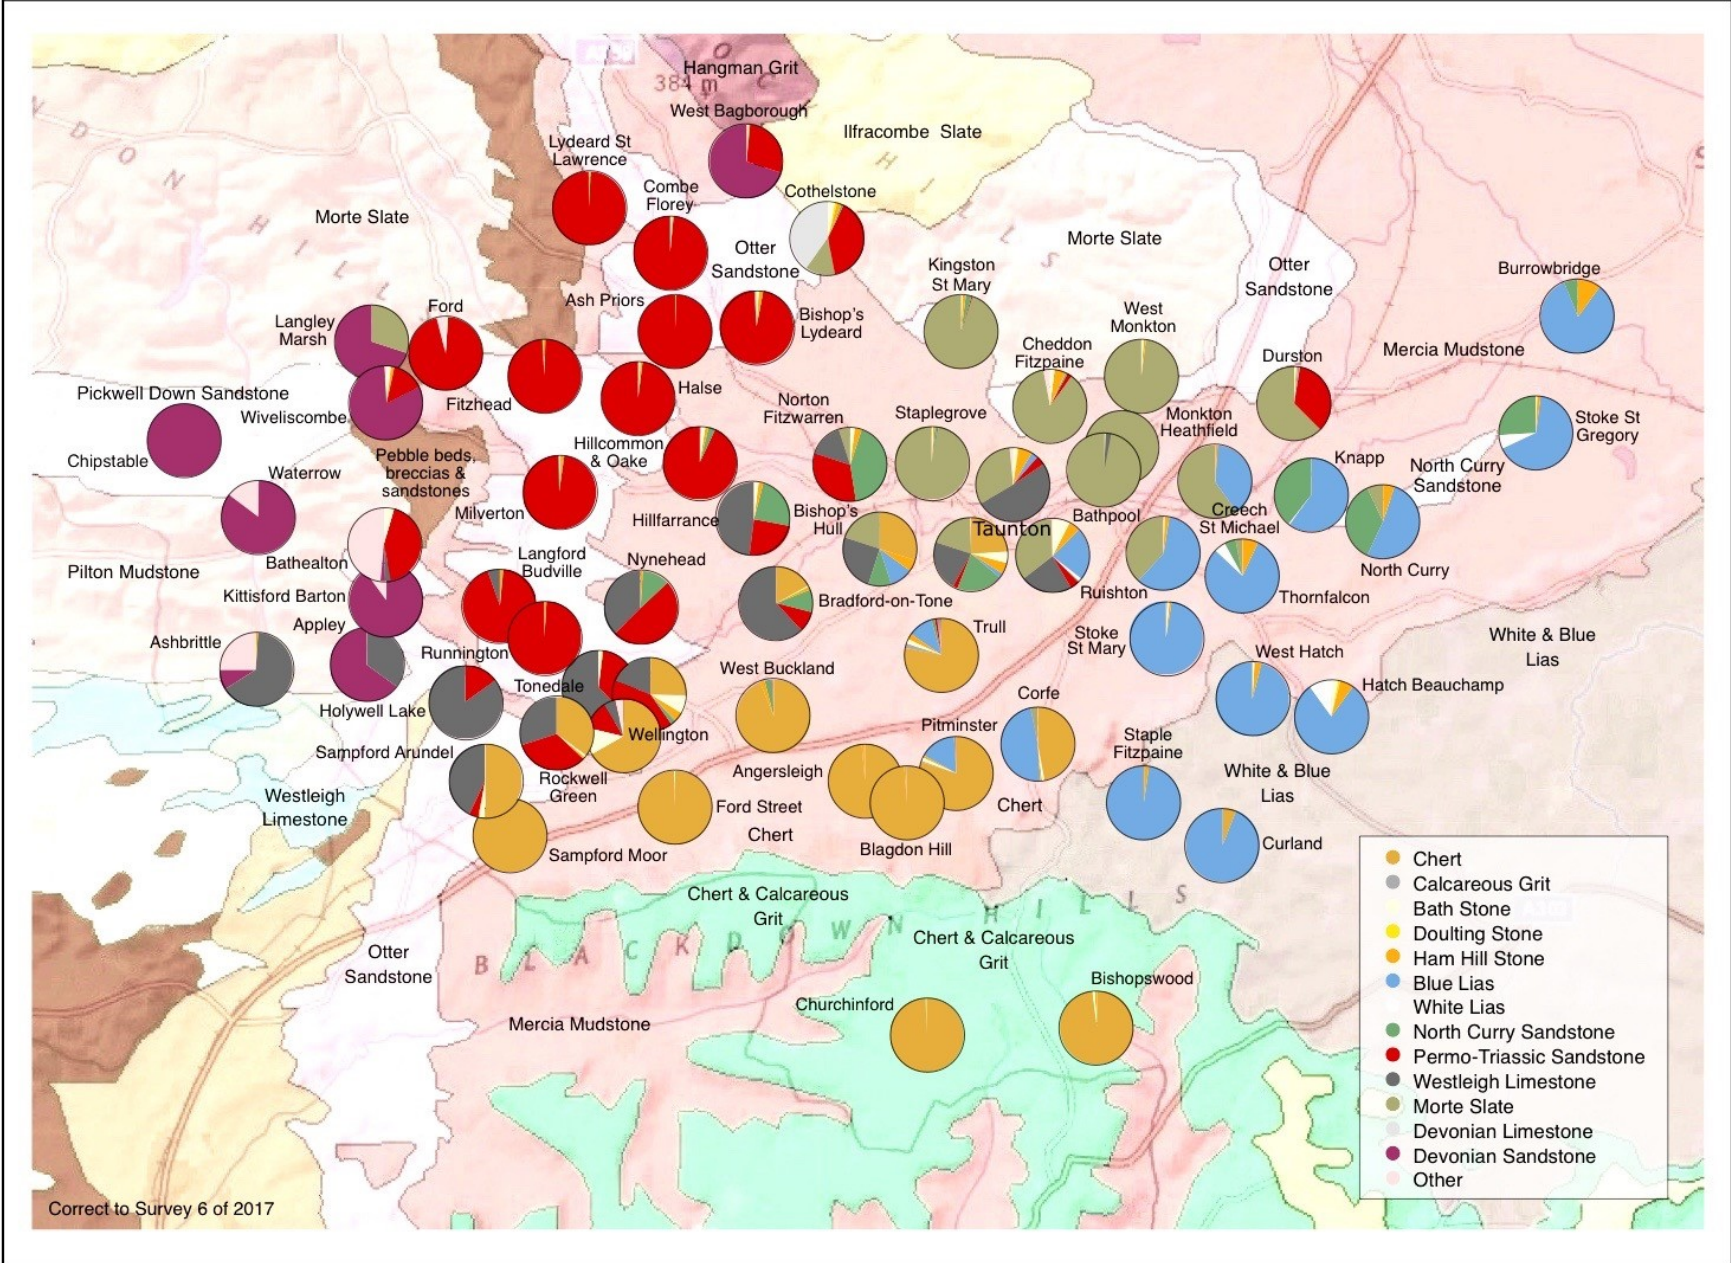 Hangman Grit
384 m
West Bagborough
Ilfracombe Slate
Lydeard St
Lawrence
Combe
Florey
Cothelstone
Morte Slate
Otter
Sandstone
Morte Slate
Kingston
St Mary
Otter
Sandstone
Burrowbridge
Ash Priors
Ford
Langley
Marsh
Bishop's
Lydeard
West
Monkton
Cheddon
Fitzpaine
Durston
Mercia Mudstone
Pickwell Down Sandstone
Wiveliscombe
Fitzhead
Halse
Norton
Fitzwarren
Staplegrove
Monkton
Heathfield
Stoke St
Gregory
Chipstable
Waterrow
Pebble beds,
breccias &
sandstones
Hillcommon
& Oake
Knapp
North Curry
Sandstone
Milverton
Hillfarrance
Bishop's
Hull
Taunton
Bathpool
Creech
St Michael
Pilton Mudstone
Bathealton
Langford
Budville
Nynehead
North Curry
Kittisford Barton
Bradford-on-Tone
Ruishton
Thornfalcon
Appley
Ashbrittle
Runnington
Trull
Stoke
St Mary
White & Blue
Lias
West Hatch
Tonedale
West Buckland
Hatch Beauchamp
Holywell Lake
Corfe
Pitminster
Wellington
Staple
Fitzpaine
Sampford Arundel
Rockwell
Green
Angersleigh
White & Blue
Lias
Westleigh
Limestone
Ford Street
Chert
Chert
Blagdon Hill
Curland
Sampford Moor
Chert & Calcareous
Grit
BLACKDOWN HILLS
Chert & Calcareous
Grit
Otter
Sandstone
Bishopswood
Churchinford
Mercia Mudstone
Chert
Calcareous Grit
Bath Stone
Doulting Stone
Ham Hill Stone
Blue Lias
White Lias
North Curry Sandstone
Permo-Triassic Sandstone
Westleigh Limestone
Morte Slate
Devonian Limestone
Devonian Sandstone
Other
Correct to Survey 6 of 2017